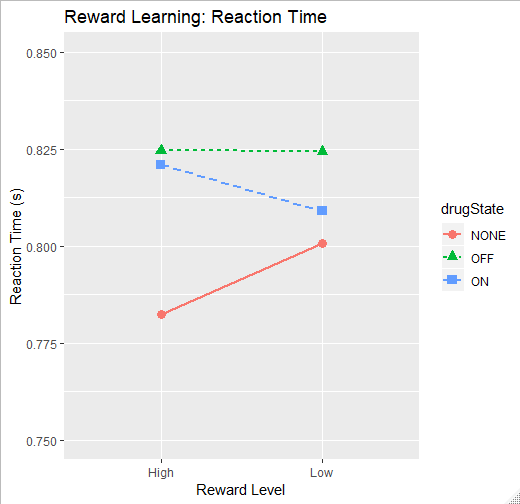 Reward Learning: Reaction Time
Reaction Time (s)
0.850
0.825
0.800
0.775
0.750
High
Low
Reward Level
drugState
NONE
OFF
ON